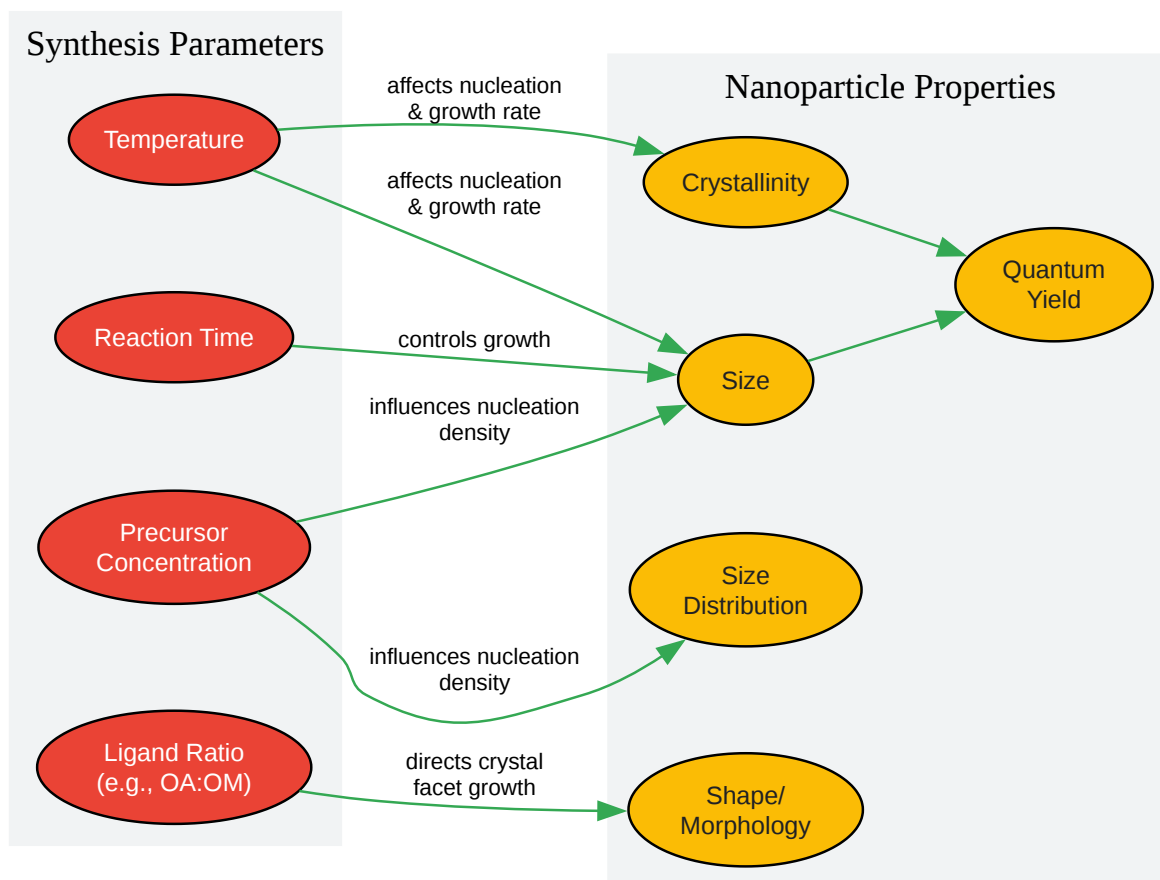 Synthesis Parameters
Temperature
Reaction Time
Precursor
Concentration
Ligand Ratio
(e.g., OA:OM)
affects nucleation
& growth rate
affects nucleation
& growth rate
controls growth
influences nucleation
density
influences nucleation
density
directs crystal
facet growth
Nanoparticle Properties
Crystallinity
Quantum
Yield
Size
Size
Distribution
Shape/
Morphology